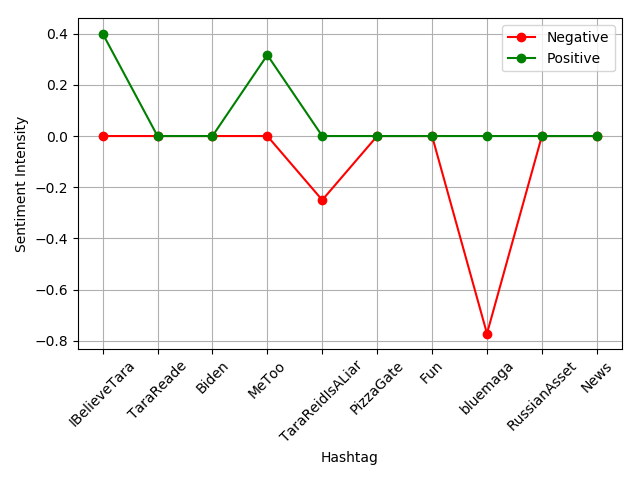 0.4
0.2
0.0
−0.2
−0.4
−0.6
−0.8
Sentiment Intensity
Negative
Positive
IBelieveTara
TaraReade
Biden
MeToo
TaraReidIsALiar
PizzaGate
Fun
bluemaga
RussianAsset
News
Hashtag